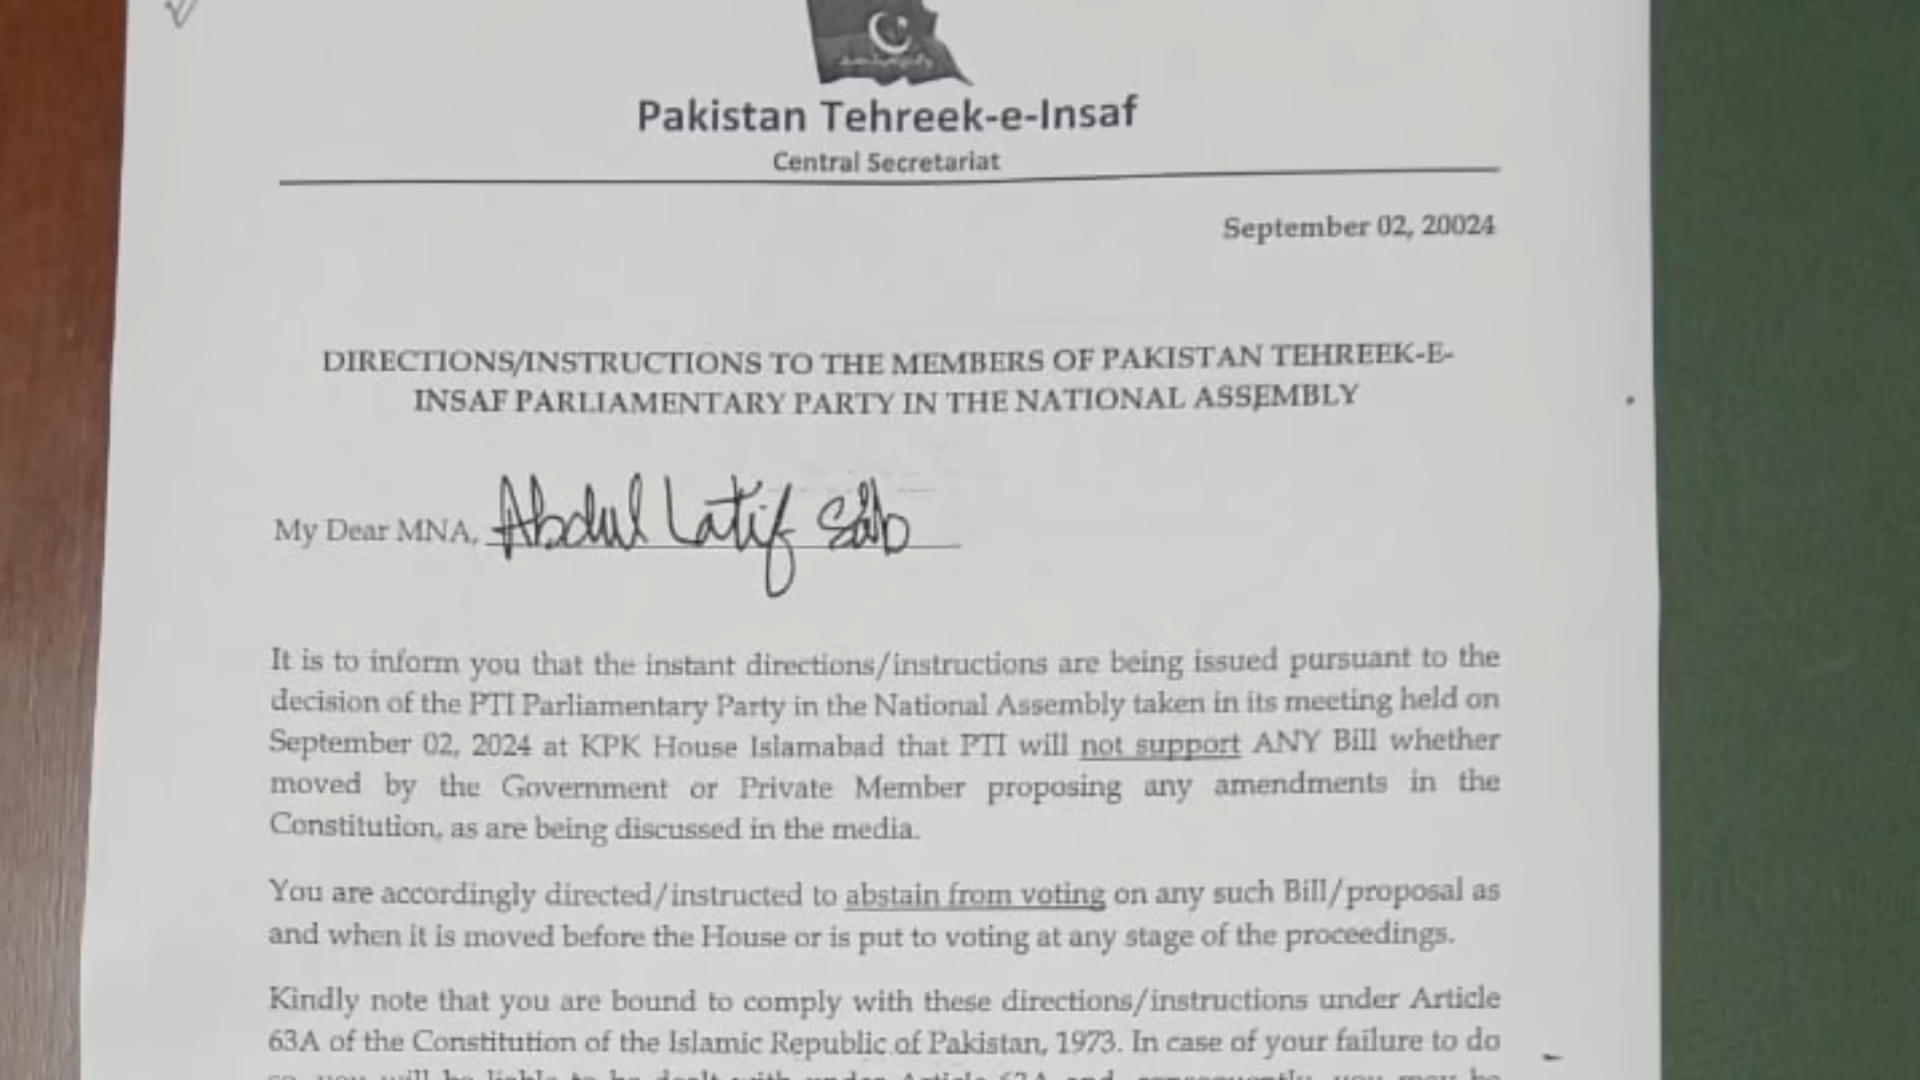 Pakistan Tehreek-e-Insaf
Central Secretariat
September 02, 20024
DIRECTIONS/INSTRUCTIONS TO THE MEMBERS OF PAKISTAN TEHREEK-E-
INSAF PARLIAMENTARY PARTY IN THE NATIONAL ASSEMBLY
My Dear MNA, Abdul Latif Sab
It is to inform you that the instant directions/instructions are being issued pursuant to the
decision of the PTI Parliamentary Party in the National Assembly taken in its meeting held on
September 02, 2024 at KPK House Islamabad that PTI will not support ANY Bill whether
moved by the Government or Private Member proposing any amendments in the
Constitution, as are being discussed in the media.
You are accordingly directed/instructed to abstain from voting on any such Bill/proposal as
and when it is moved before the House or is put to voting at any stage of the proceedings.
Kindly note that you are bound to comply with these directions/instructions under Article
63A of the Constitution of the Islamic Republic of Pakistan, 1973. In case of your failure to do